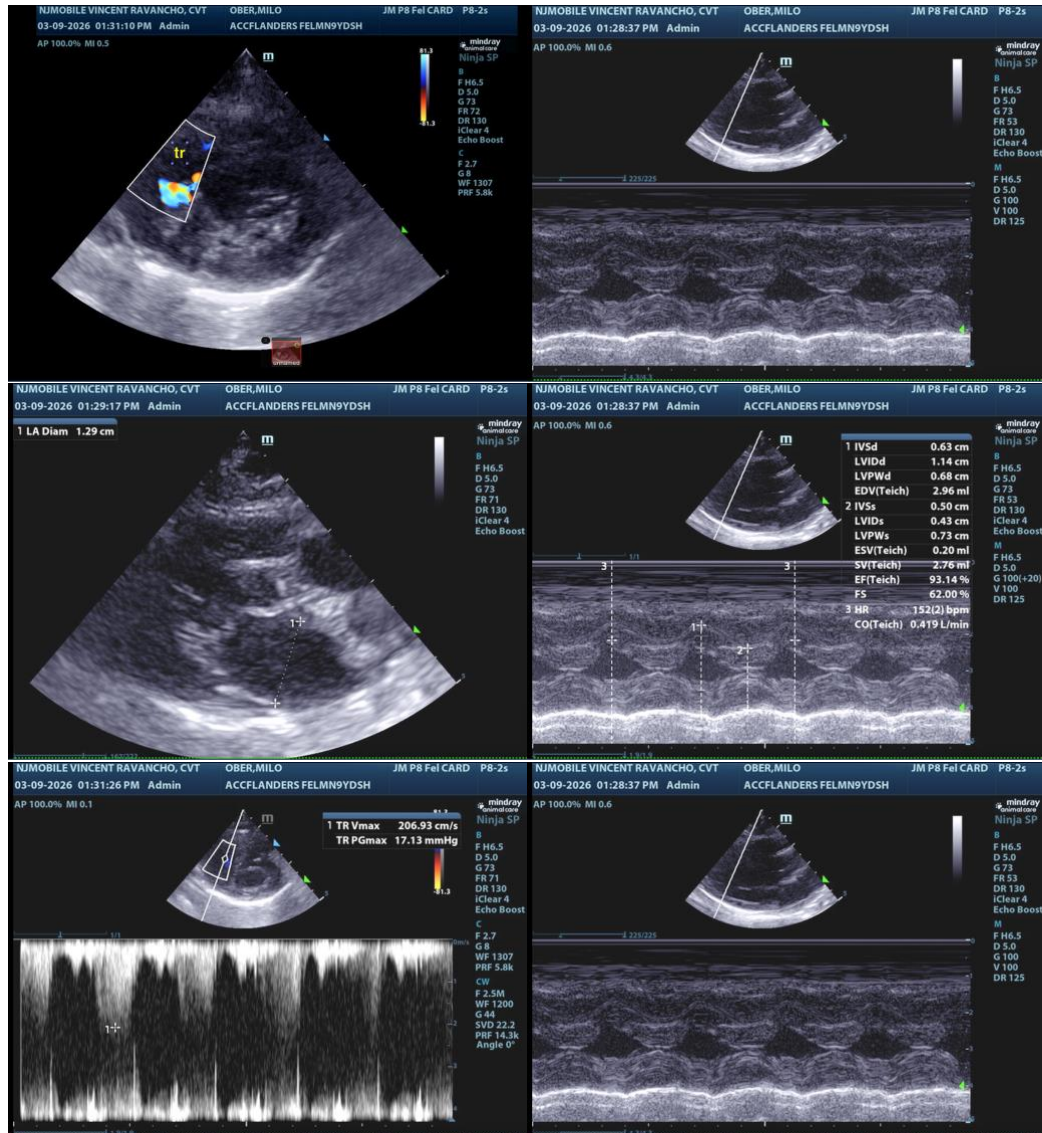 NJMOBILE VINCENT RAVANCHO, CVT OBER,MILO JM P8 Fel CARD P8-2s
03-09-2026 01:31:10 PM Admin ACCFLANDERS FELMN9YDSH
AP 100.0% MI 0.5
m
mindray
animal care
Ninja SP
81.3
-81.3
B
F H6.5
D 5.0
G 73
FR 72
DR 130
iClear 4
Echo Boost
C
F 2.7
G 8
WF 1307
PRF 5.8k
tr
5
unnamed
NJMOBILE VINCENT RAVANCHO, CVT OBER,MILO JM P8 Fel CARD P8-2s
03-09-2026 01:28:37 PM Admin ACCFLANDERS FELMN9YDSH
AP 100.0% MI 0.6
m
mindray
animal care
Ninja SP
B
F H6.5
D 5.0
G 73
FR 53
DR 130
iClear 4
Echo Boost
M
F H6.5
D 5.0
G 100
V 100
DR 125
225/225
NJMOBILE VINCENT RAVANCHO, CVT OBER,MILO JM P8 Fel CARD P8-2s
03-09-2026 01:29:17 PM Admin ACCFLANDERS FELMN9YDSH
1 LA Diam 1.29 cm
m
mindray
animal care
Ninja SP
B
F H6.5
D 5.0
G 73
FR 71
DR 130
iClear 4
Echo Boost
1
5
NJMOBILE VINCENT RAVANCHO, CVT OBER,MILO JM P8 Fel CARD P8-2s
03-09-2026 01:28:37 PM Admin ACCFLANDERS FELMN9YDSH
AP 100.0% MI 0.6
m
mindray
animal care
Ninja SP
1 IVSd 0.63 cm
LVIDd 1.14 cm
LVPWd 0.68 cm
EDV(Teich) 2.96 ml
2 IVSs 0.50 cm
LVIDs 0.43 cm
LVPWs 0.73 cm
ESV(Teich) 0.20 ml
SV(Teich) 2.76 ml
EF(Teich) 93.14 %
FS 62.00 %
3 HR 152(2) bpm
CO(Teich) 0.419 L/min
B
F H6.5
D 5.0
G 73
FR 53
DR 130
iClear 4
Echo Boost
M
F H6.5
D 5.0
G 100(+20)
V 100
DR 125
1/1
3 3
1
2
NJMOBILE VINCENT RAVANCHO, CVT OBER,MILO JM P8 Fel CARD P8-2s
03-09-2026 01:31:26 PM Admin ACCFLANDERS FELMN9YDSH
AP 100.0% MI 0.1
m
mindray
animal care
Ninja SP
1 TR Vmax 206.93 cm/s
TR PGmax 17.13 mmHg
B
F H6.5
D 5.0
G 73
FR 71
DR 130
iClear 4
Echo Boost
C
F 2.7
G 8
WF 1307
PRF 5.8k
CW
F 2.5M
WF 1200
G 44
SVD 22.2
PRF 14.3k
Angle 0°
1/1
1
NJMOBILE VINCENT RAVANCHO, CVT OBER,MILO JM P8 Fel CARD P8-2s
03-09-2026 01:28:37 PM Admin ACCFLANDERS FELMN9YDSH
AP 100.0% MI 0.6
m
mindray
animal care
Ninja SP
B
F H6.5
D 5.0
G 73
FR 53
DR 130
iClear 4
Echo Boost
M
F H6.5
D 5.0
G 100
V 100
DR 125
225/225